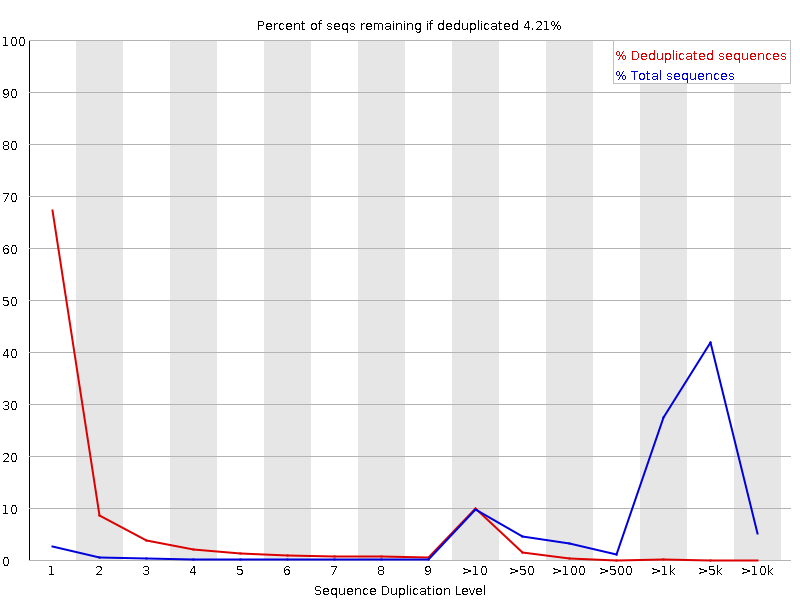 Percent of seqs remaining if deduplicated 4.21%
% Deduplicated sequences
% Total sequences
100
90
80
70
60
50
40
30
20
10
0
1 2 3 4 5 6 7 8 9 >10 >50 >100 >500 >1k >5k >10k
Sequence Duplication Level